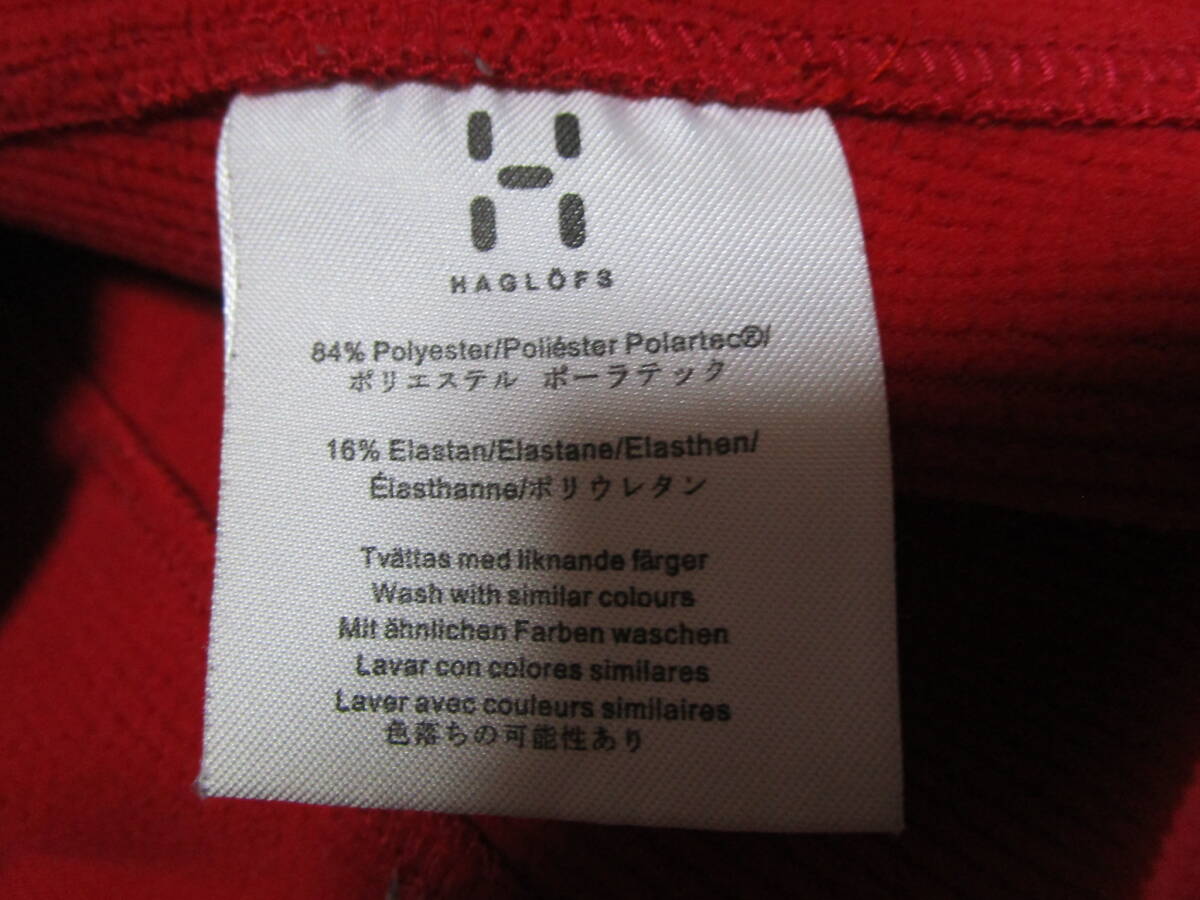 HAGLÖFS
84% Polyester/Poliéster Polartec®/
ポリエステル ポーラテック
16% Elastan/Elastane/Elasthen/
Élasthanne/ポリウレタン
Tvättas med liknande färger
Wash with similar colours
Mit ähnlichen Farben waschen
Lavar con colores similares
Laver avec couleurs similaires
色落ちの可能性あり